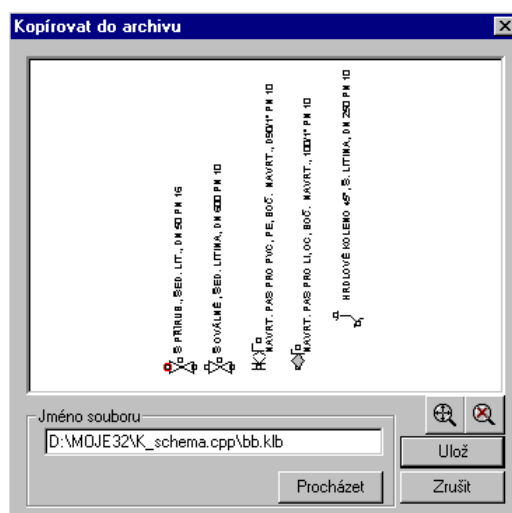 Kopírovat do archivu
S PŘÍRUB., ŠED. LIT., DN 50 PN 16
S OVÁLNÉ, ŠED. LITINA, DN 600 PN 10
NAVRT. PAS PRO PVC, PE, BOČ. NAVRT., D90/1" PN 10
NAVRT. PAS PRO LI, OC, BOČ. NAVRT., 100/1" PN 10
HRDLOVÉ KOLENO 45°, Š. LITINA, DN 250 PN 10
Jméno souboru
D:\MOJE32\K_schema.cpp\bb.klb
Procházet
Ulož
Zrušit